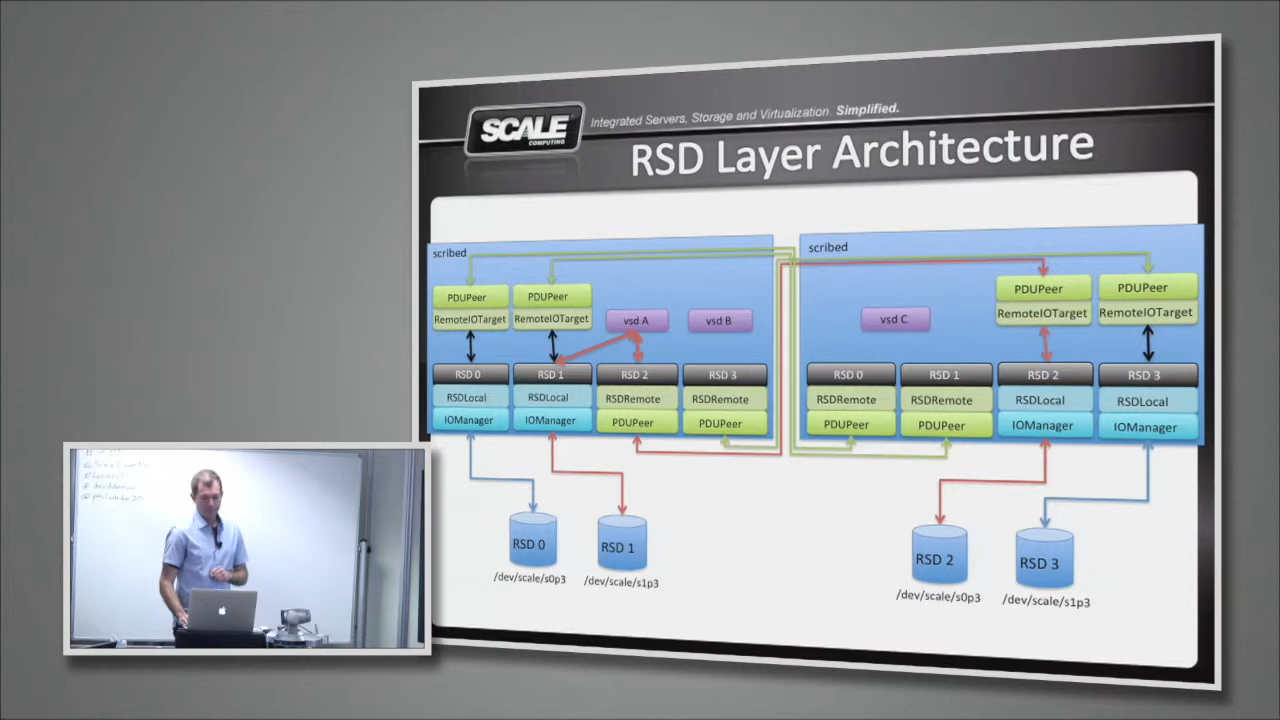 SCALE
COMPUTING
Integrated Servers, Storage and Virtualization. Simplified.
RSD Layer Architecture
scribed
PDUPeer
PDUPeer
RemoteIOTarget
RemoteIOTarget
vsd A
vsd B
RSD 0
RSD 1
RSD 2
RSD 3
RSDLocal
RSDLocal
RSDRemote
RSDRemote
IOManager
IOManager
PDUPeer
PDUPeer
RSD 0
RSD 1
/dev/scale/s0p3
/dev/scale/s1p3
scribed
PDUPeer
PDUPeer
RemoteIOTarget
RemoteIOTarget
vsd C
RSD 0
RSD 1
RSD 2
RSD 3
RSDRemote
RSDRemote
RSDLocal
RSDLocal
PDUPeer
PDUPeer
IOManager
IOManager
RSD 2
RSD 3
/dev/scale/s0p3
/dev/scale/s1p3